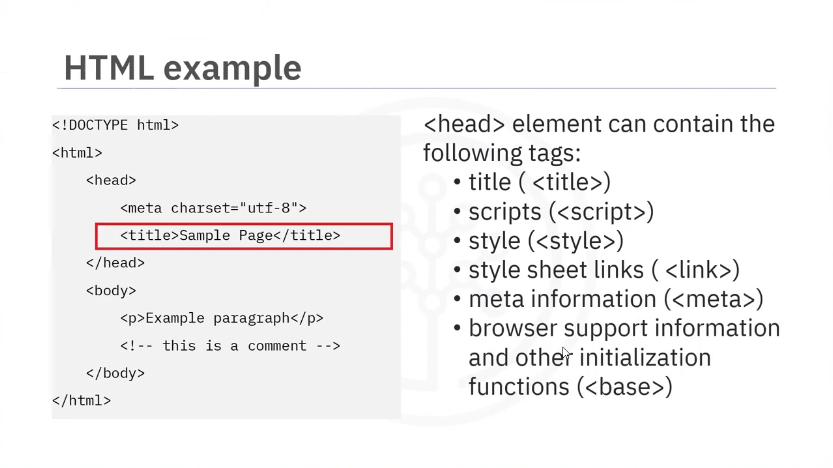 HTML example
<!DOCTYPE html>
<html>
<head>
<meta charset="utf-8">
<title>Sample Page</title>
</head>
<body>
<p>Example paragraph</p>
<!-- this is a comment -->
</body>
</html>
<head> element can contain the
following tags:
• title ( <title>)
• scripts (<script>)
• style (<style>)
• style sheet links ( <link>)
• meta information (<meta>)
• browser support information
and other initialization
functions (<base>)